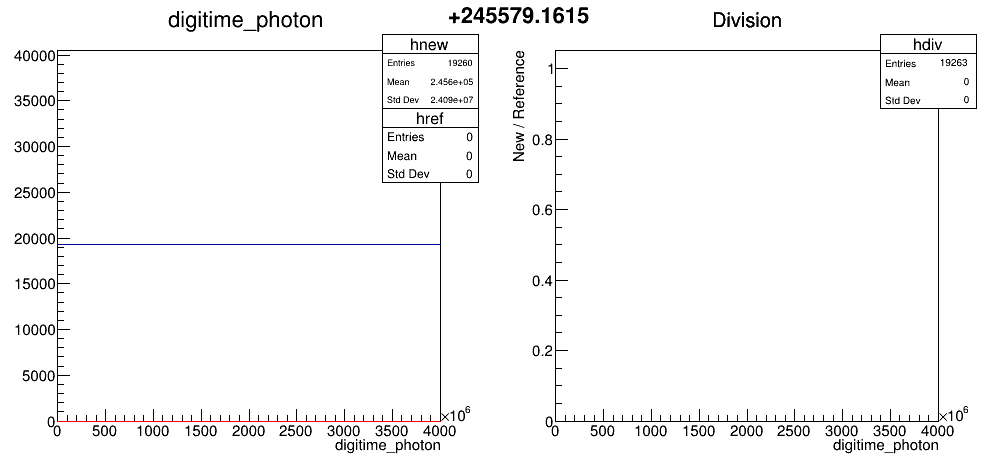 +245579.1615
digitime_photon
hnew
Entries 19260
Mean 2.456e+05
Std Dev 2.409e+07
href
Entries 0
Mean 0
Std Dev 0
40000
35000
30000
25000
20000
15000
10000
5000
0
0 500 1000 1500 2000 2500 3000 3500 4000
×10⁶
digitime_photon
Division
hdiv
Entries 19263
Mean 0
Std Dev 0
New / Reference
1
0.8
0.6
0.4
0.2
0
0 500 1000 1500 2000 2500 3000 3500 4000
×10⁶
digitime_photon